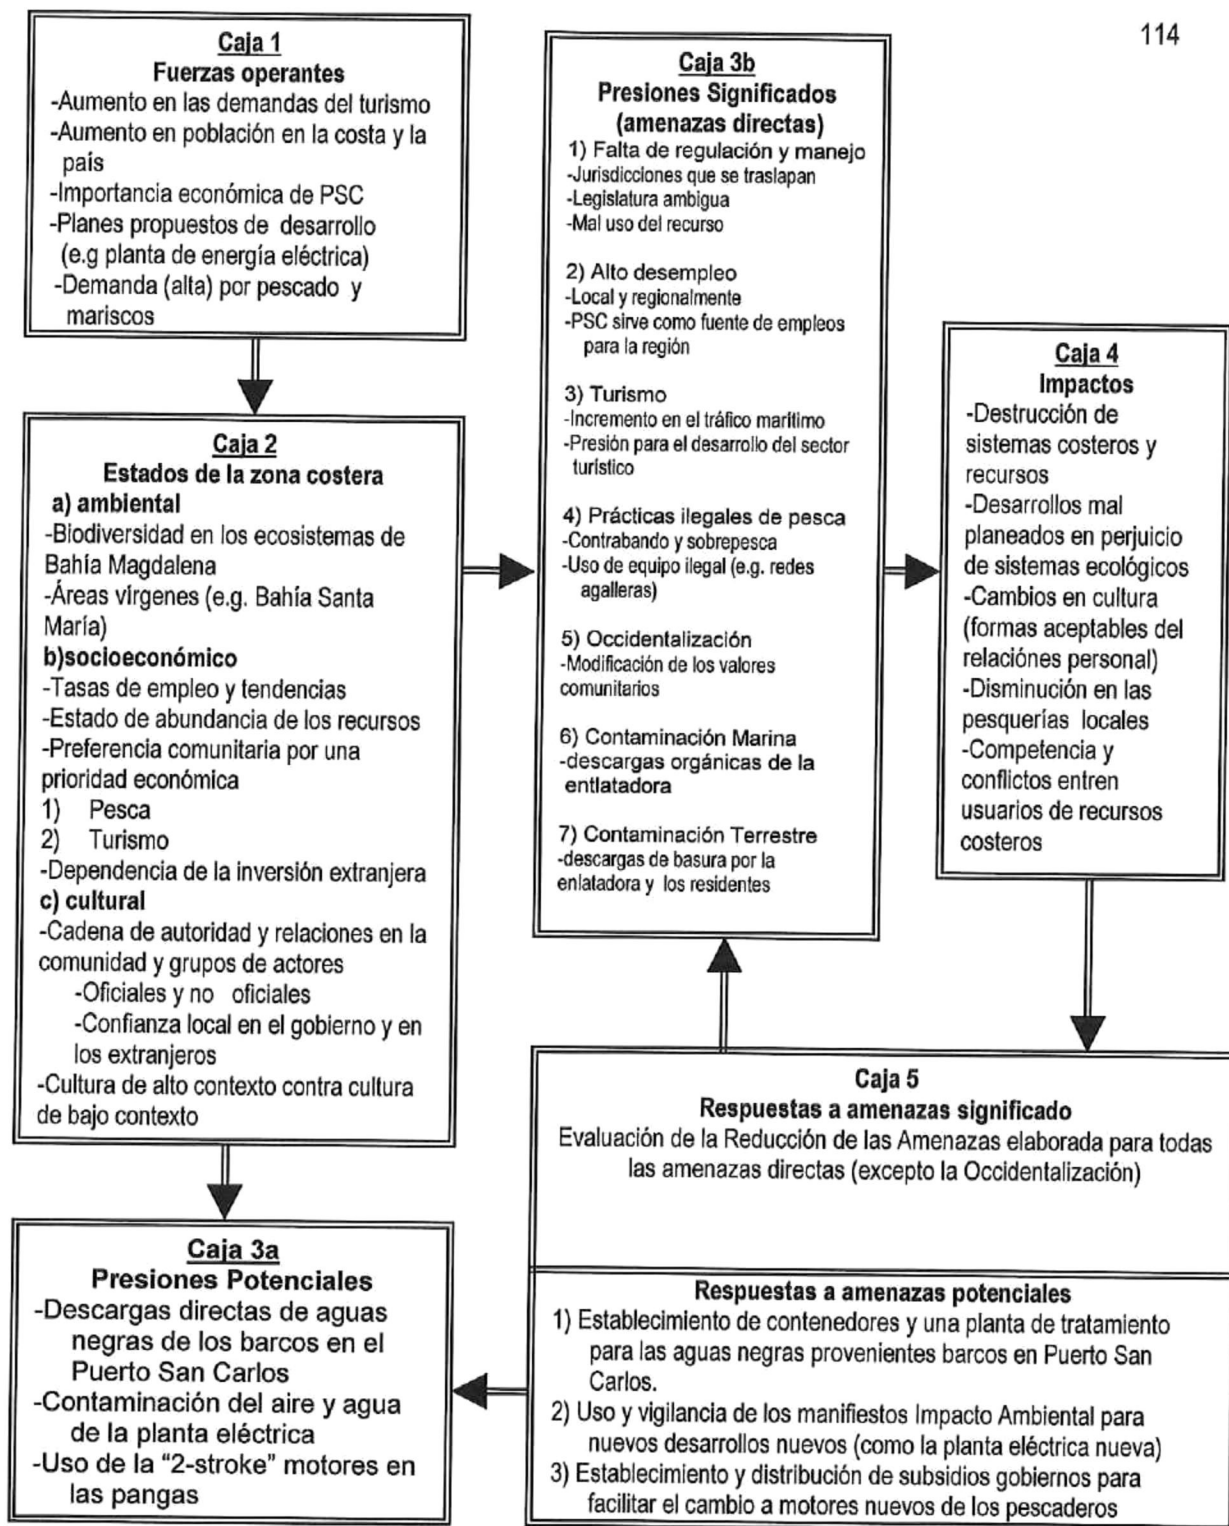 114
Caja 1
Fuerzas operantes
-Aumento en las demandas del turismo
-Aumento en población en la costa y la
país
-Importancia económica de PSC
-Planes propuestos de desarrollo
(e.g planta de energía eléctrica)
-Demanda (alta) por pescado y
mariscos
Caja 2
Estados de la zona costera
a) ambiental
-Biodiversidad en los ecosistemas de
Bahía Magdalena
-Áreas vírgenes (e.g. Bahía Santa
María)
b)socioeconómico
-Tasas de empleo y tendencias
-Estado de abundancia de los recursos
-Preferencia comunitaria por una
prioridad económica
1) Pesca
2) Turismo
-Dependencia de la inversión extranjera
c) cultural
-Cadena de autoridad y relaciones en la
comunidad y grupos de actores
-Oficiales y no oficiales
-Confianza local en el gobierno y en
los extranjeros
-Cultura de alto contexto contra cultura
de bajo contexto
Caja 3a
Presiones Potenciales
-Descargas directas de aguas
negras de los barcos en el
Puerto San Carlos
-Contaminación del aire y agua
de la planta eléctrica
-Uso de la “2-stroke” motores en
las pangas
Caja 3b
Presiones Significados
(amenazas directas)
1) Falta de regulación y manejo
-Jurisdicciones que se traslapan
-Legislatura ambigua
-Mal uso del recurso
2) Alto desempleo
-Local y regionalmente
-PSC sirve como fuente de empleos
para la región
3) Turismo
-Incremento en el tráfico marítimo
-Presión para el desarrollo del sector
turístico
4) Prácticas ilegales de pesca
-Contrabando y sobrepesca
-Uso de equipo ilegal (e.g. redes
agalleras)
5) Occidentalización
-Modificación de los valores
comunitarios
6) Contaminación Marina
-descargas orgánicas de la
entlatadora
7) Contaminación Terrestre
-descargas de basura por la
enlatadora y los residentes
Caja 4
Impactos
-Destrucción de
sistemas costeros y
recursos
-Desarrollos mal
planeados en perjuicio
de sistemas ecológicos
-Cambios en cultura
(formas aceptables del
relaciónes personal)
-Disminución en las
pesquerías locales
-Competencia y
conflictos entren
usuarios de recursos
costeros
Caja 5
Respuestas a amenazas significado
Evaluación de la Reducción de las Amenazas elaborada para todas
las amenazas directas (excepto la Occidentalización)
Respuestas a amenazas potenciales
1) Establecimiento de contenedores y una planta de tratamiento
para las aguas negras provenientes barcos en Puerto San
Carlos.
2) Uso y vigilancia de los manifiestos Impacto Ambiental para
nuevos desarrollos nuevos (como la planta eléctrica nueva)
3) Establecimiento y distribución de subsidios gobiernos para
facilitar el cambio a motores nuevos de los pescaderos